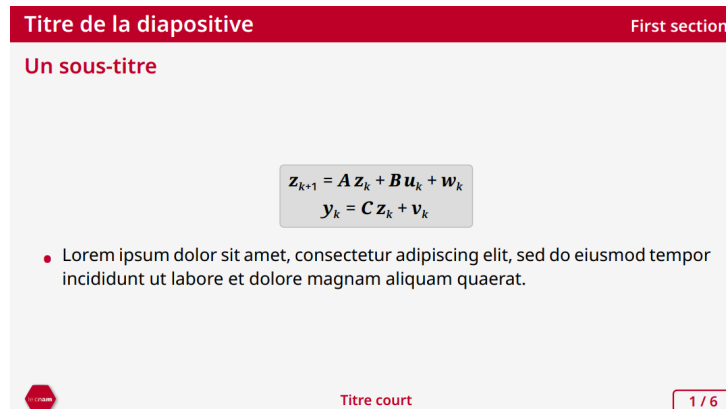 Titre de la diapositive
First section
Un sous-titre
zₖ₊₁ = A zₖ + B uₖ + wₖ
yₖ = C zₖ + vₖ
• Lorem ipsum dolor sit amet, consectetur adipiscing elit, sed do eiusmod tempor
incididunt ut labore et dolore magnam aliquam quaerat.
le cnam
Titre court
1 / 6